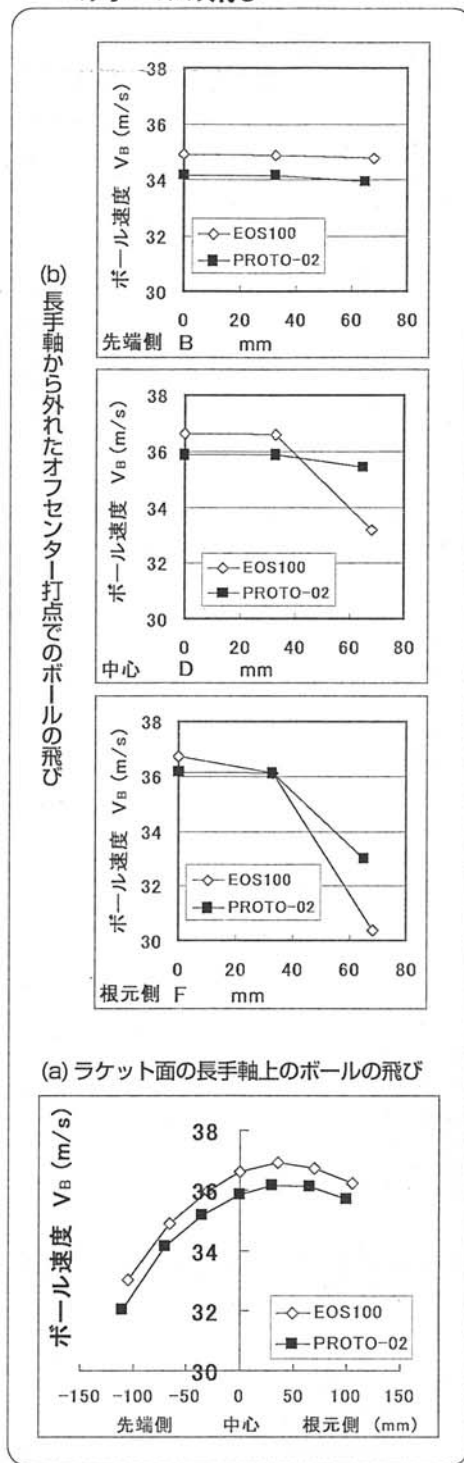 (b) 長手軸から外れたオフセンター打点でのボールの飛び
ボール速度 VB (m/s)
38
36
34
32
30
EOS100
PROTO-02
0 20 40 60 80
先端側 B mm
ボール速度 VB (m/s)
38
36
34
32
30
EOS100
PROTO-02
0 20 40 60 80
中心 D mm
ボール速度 VB (m/s)
38
36
34
32
30
EOS100
PROTO-02
0 20 40 60 80
根元側 F mm
(a) ラケット面の長手軸上のボールの飛び
ボール速度 VB (m/s)
38
36
34
32
30
EOS100
PROTO-02
-150 -100 -50 0 50 100 150
先端側 中心 根元側 (mm)